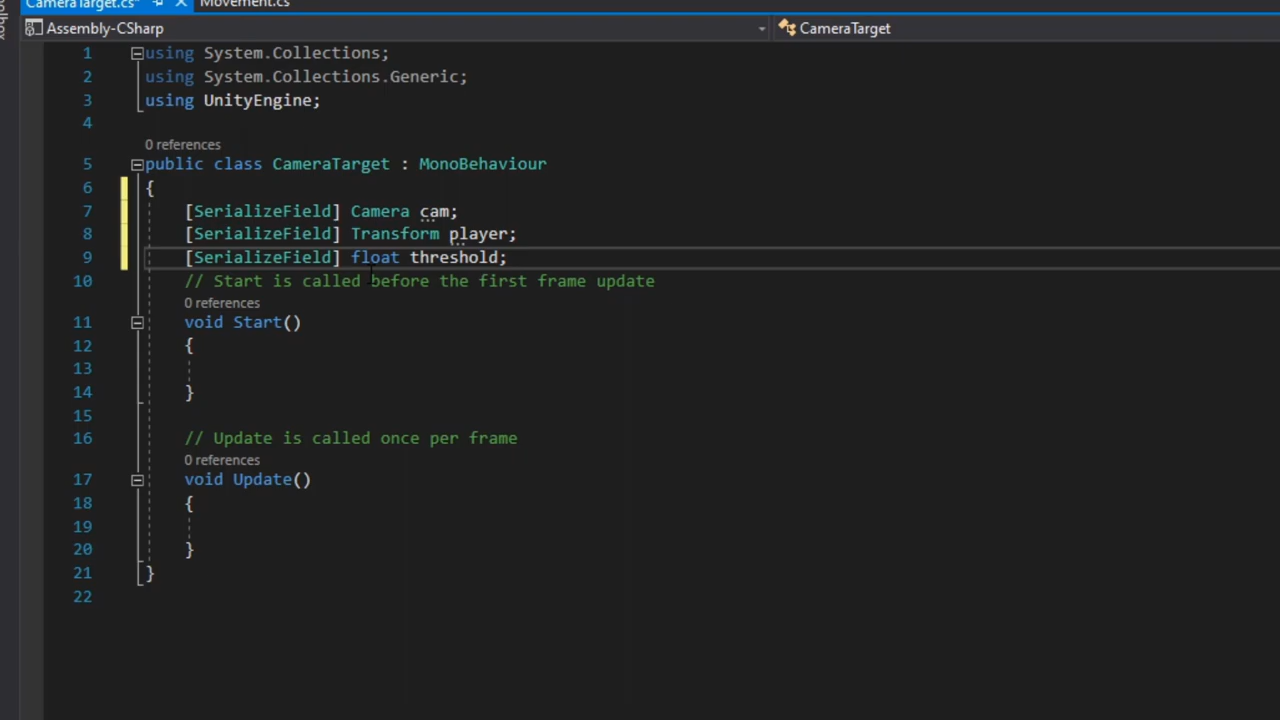 CameraTarget.cs*
Movement.cs
Assembly-CSharp
CameraTarget
1 using System.Collections;
2 using System.Collections.Generic;
3 using UnityEngine;
4
0 references
5 public class CameraTarget : MonoBehaviour
6 {
7 [SerializeField] Camera cam;
8 [SerializeField] Transform player;
9 [SerializeField] float threshold;
10 // Start is called before the first frame update
0 references
11 void Start()
12 {
13
14 }
15
16 // Update is called once per frame
0 references
17 void Update()
18 {
19
20 }
21 }
22